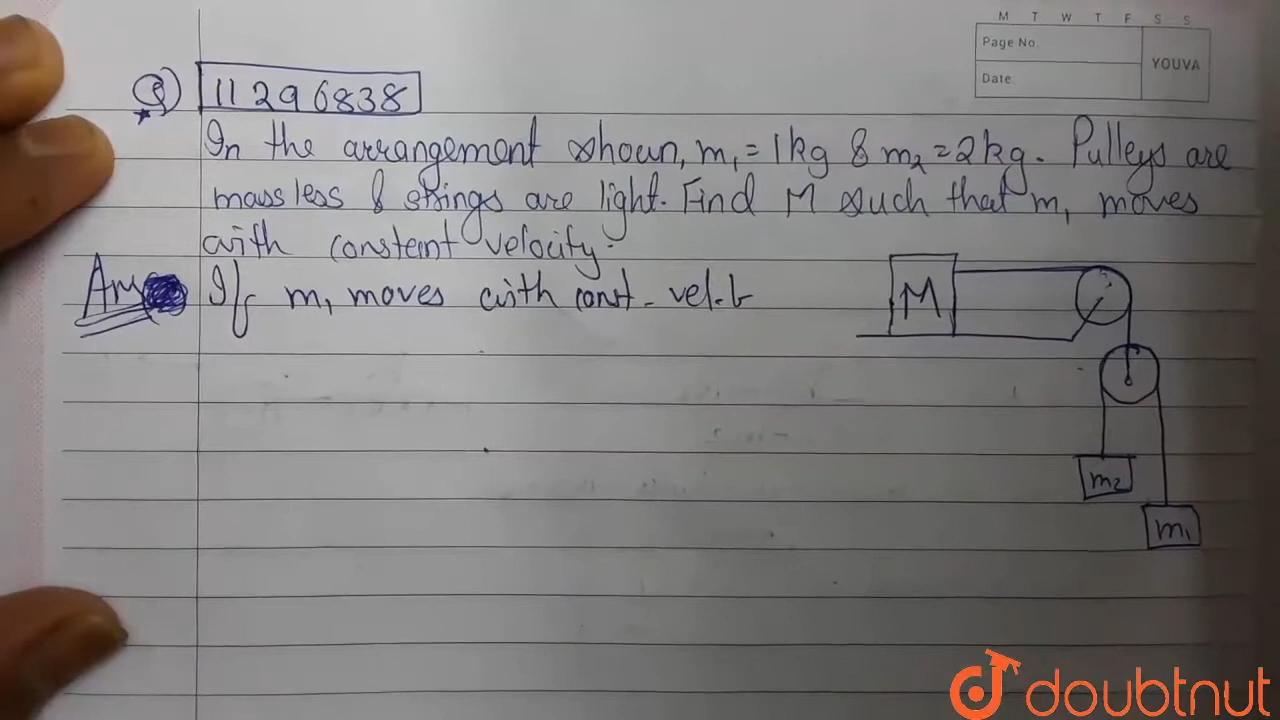 M T W T F S S
Page No.
YOUVA
Date:
Q) 11296838
In the arrangement shown, m₁ = 1kg & m₂ = 2kg. Pulleys are
massless & strings are light. Find M such that m₁ moves
with constant velocity.
Ans If m₁ moves with const. vel.
M
m₂
m₁
doubtnut